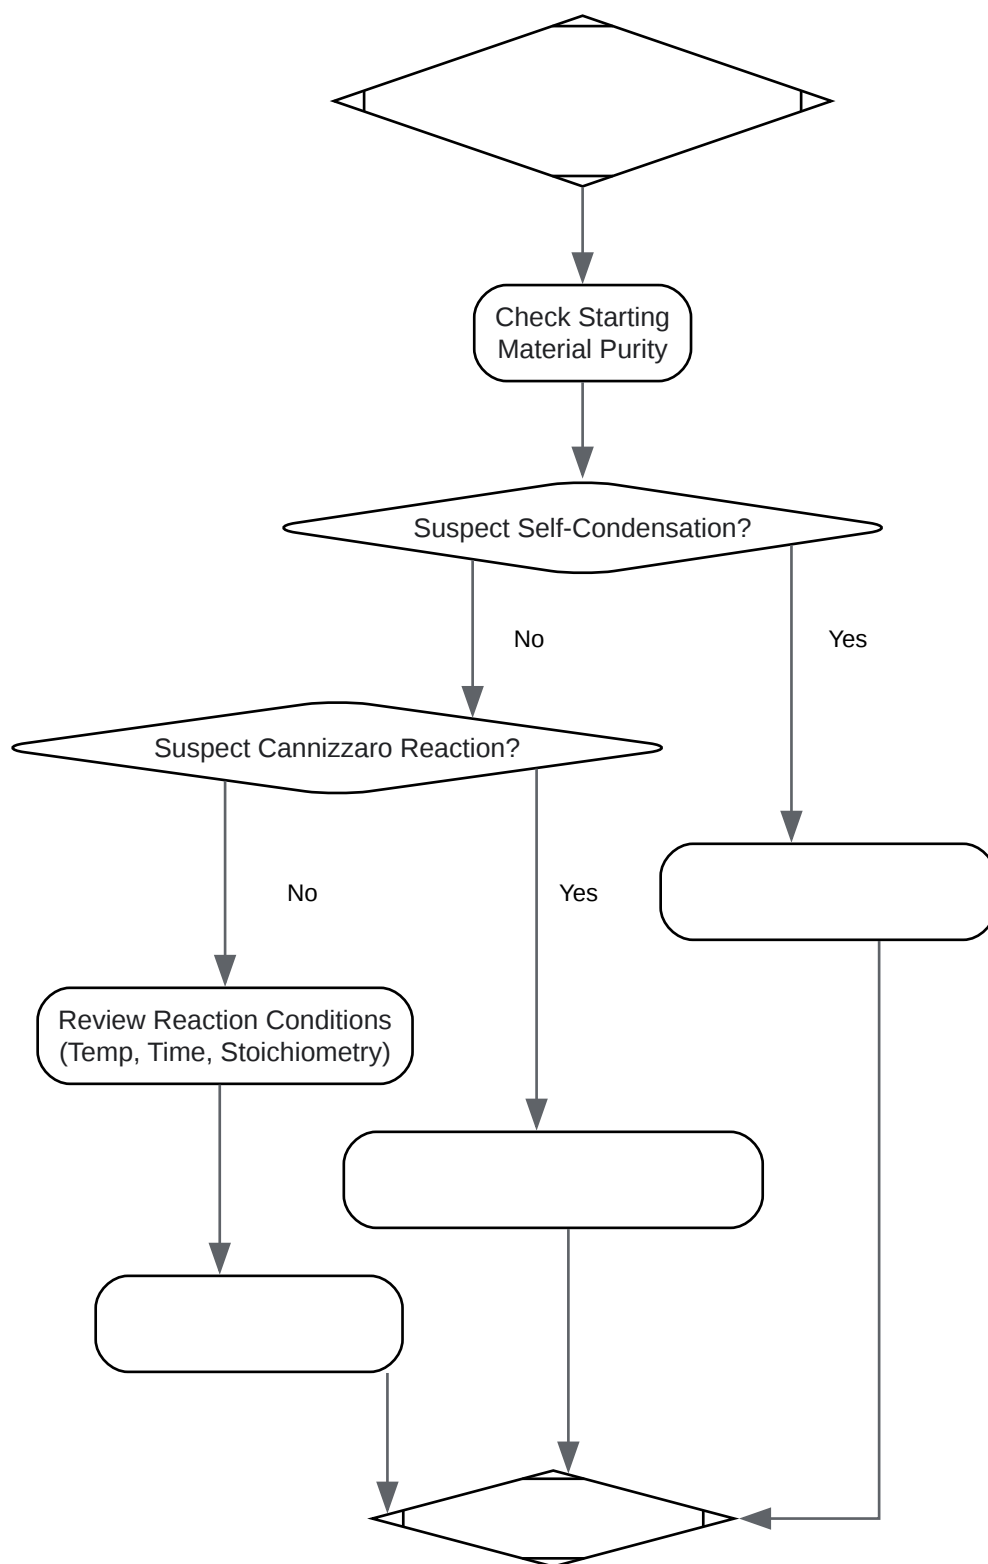 Check Starting
Material Purity
Suspect Self-Condensation?
No
Yes
Suspect Cannizzaro Reaction?
No
Yes
Review Reaction Conditions
(Temp, Time, Stoichiometry)